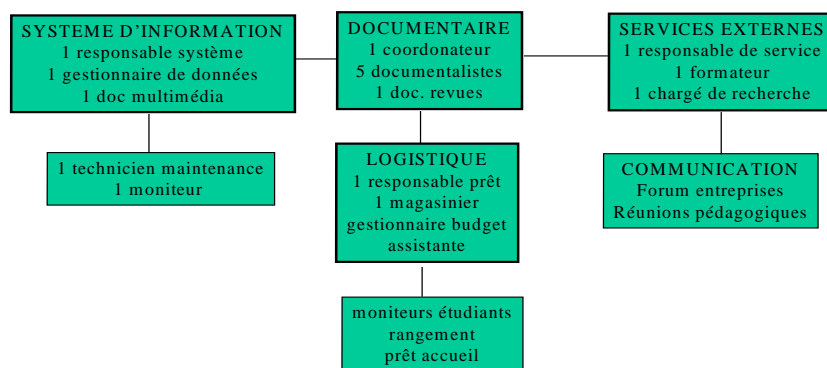 SYSTEME D'INFORMATION
1 responsable système
1 gestionnaire de données
1 doc multimédia
DOCUMENTAIRE
1 coordonateur
5 documentalistes
1 doc. revues
SERVICES EXTERNES
1 responsable de service
1 formateur
1 chargé de recherche
1 technicien maintenance
1 moniteur
LOGISTIQUE
1 responsable prêt
1 magasinier
gestionnaire budget
assistante
COMMUNICATION
Forum entreprises
Réunions pédagogiques
moniteurs étudiants
rangement
prêt accueil